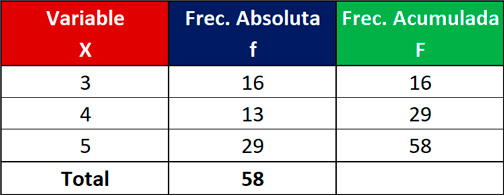 Variable Frec. Absoluta Frec. Acumulada
X f F
3 16 16
4 13 29
5 29 58
Total 58